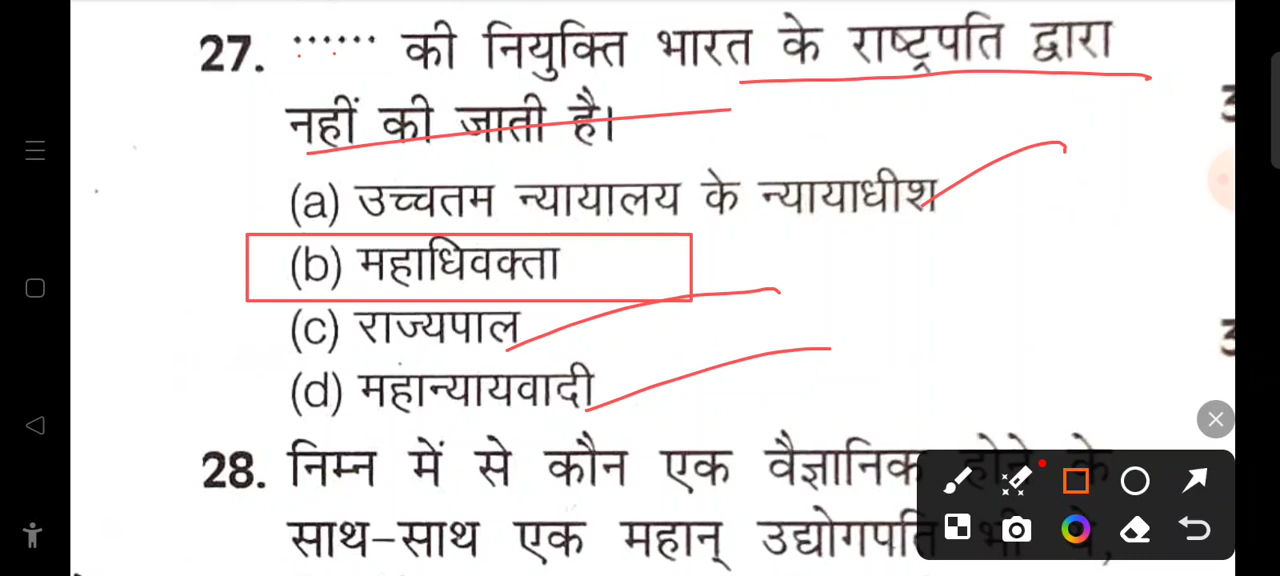 27. ...... की नियुक्ति भारत के राष्ट्रपति द्वारा
नहीं की जाती है।
(a) उच्चतम न्यायालय के न्यायाधीश
(b) महाधिवक्ता
(c) राज्यपाल
(d) महान्यायवादी
28. निम्न में से कौन एक वैज्ञानिक होने के
साथ-साथ एक महान् उद्योगपति भी थे,